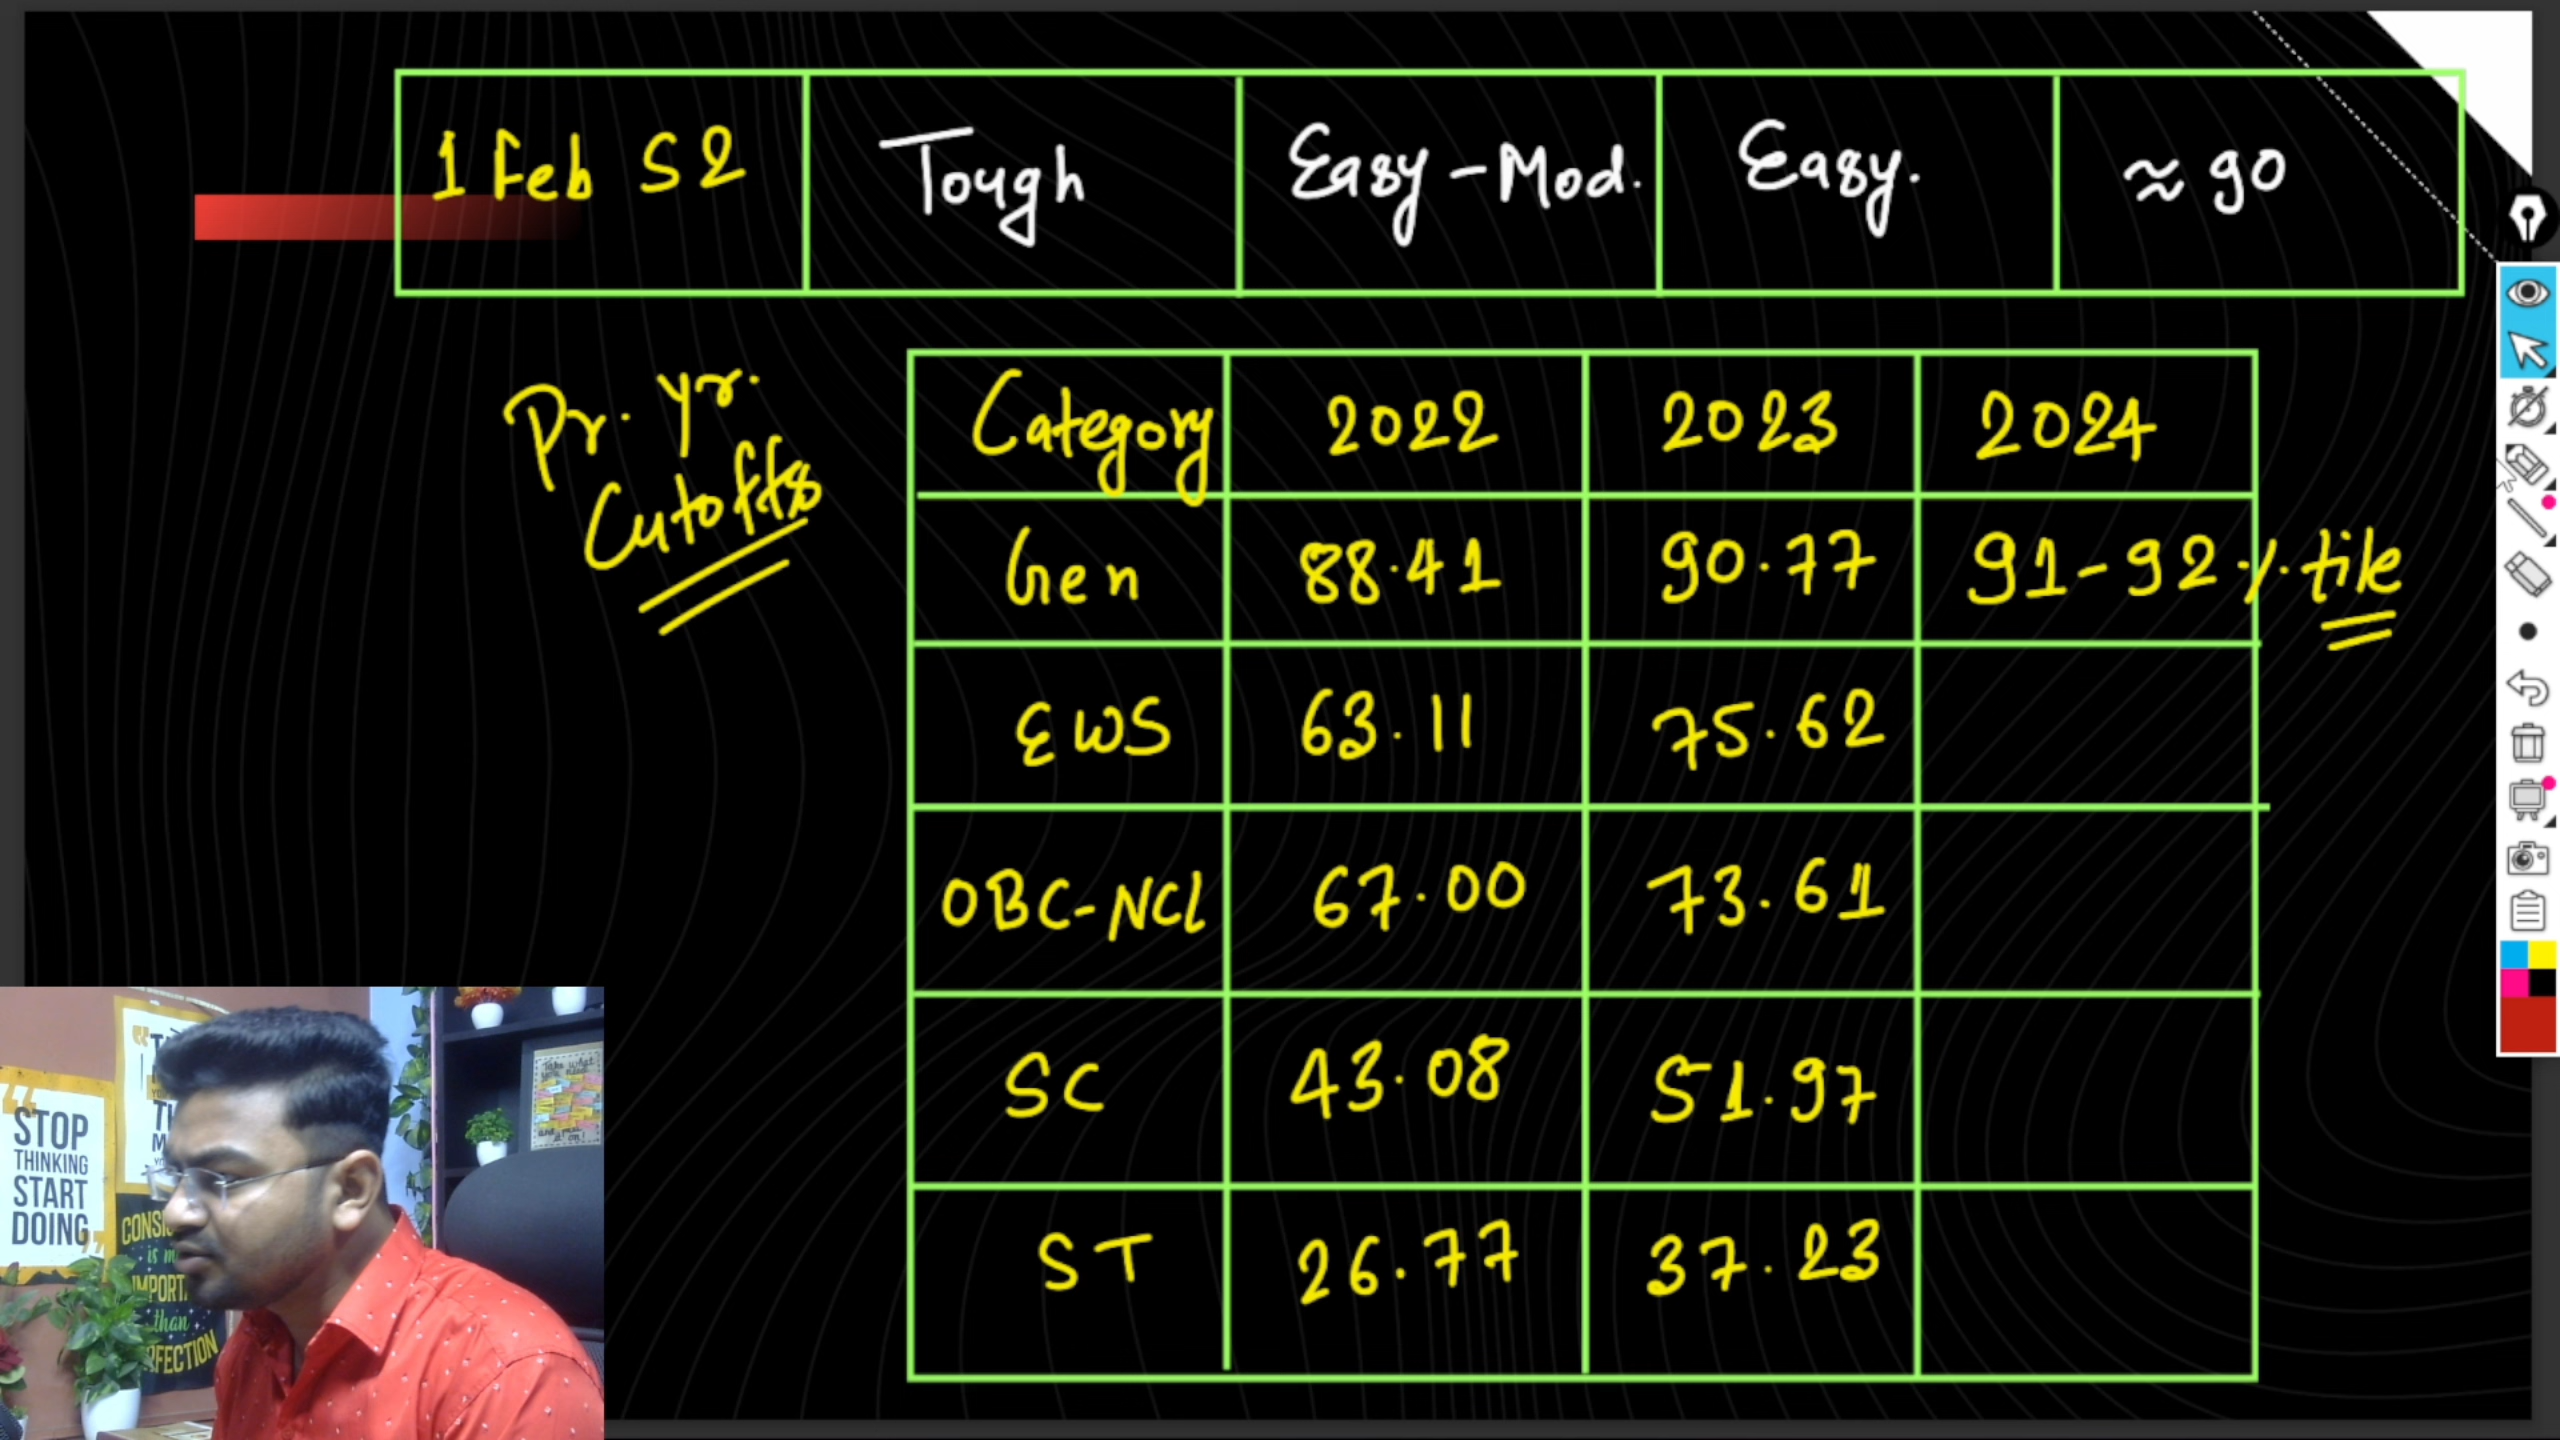 1 Feb S2 Tough Easy-Mod. Easy. ≈ 90
Pr. yr.
Cutoffs
Category 2022 2023 2024
Gen 88.41 90.77 91-92 %tile
EWS 63.11 75.62
OBC-NCL 67.00 73.61
SC 43.08 51.97
ST 26.77 37.23
STOP
THINKING
START
DOING
is
than